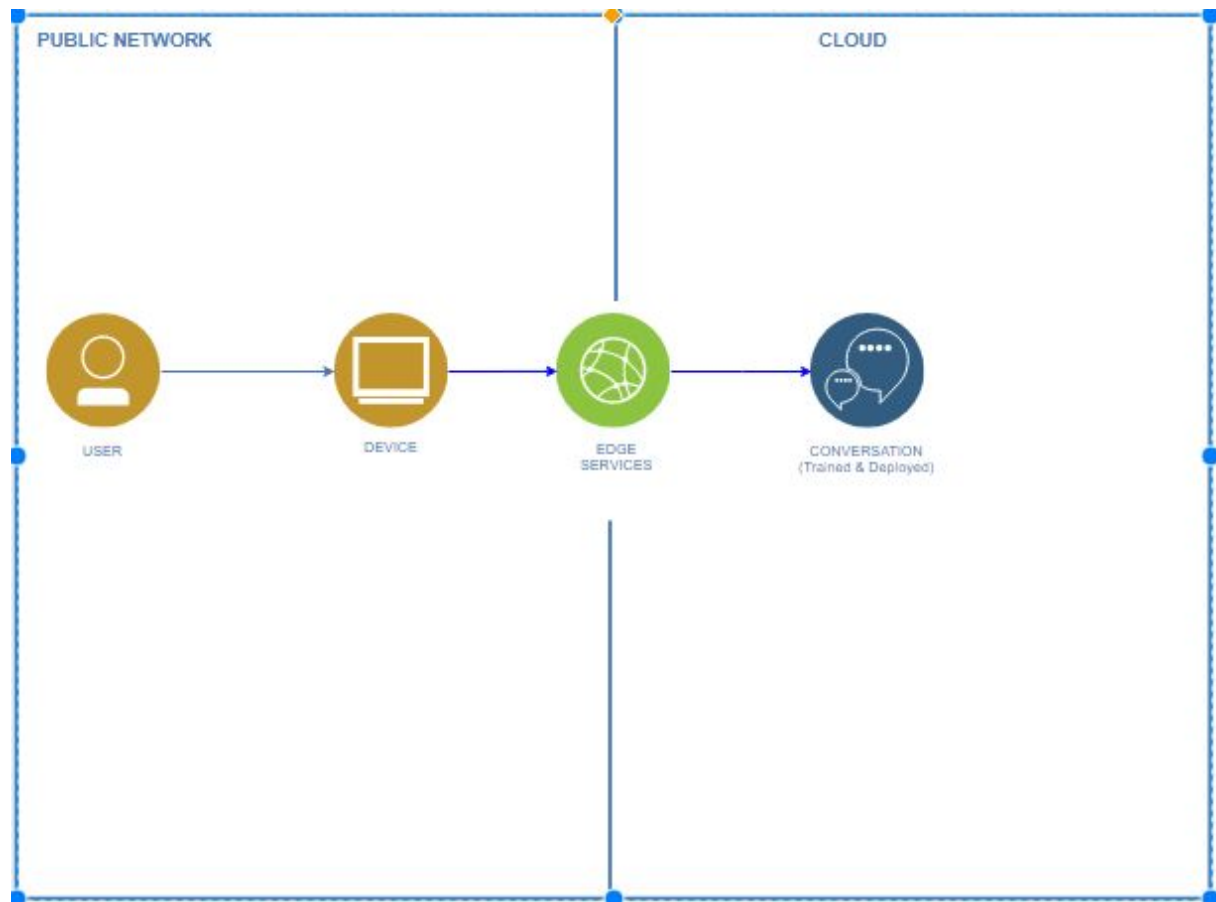 PUBLIC NETWORK
CLOUD
USER
DEVICE
EDGE
SERVICES
CONVERSATION
(Trained & Deployed)